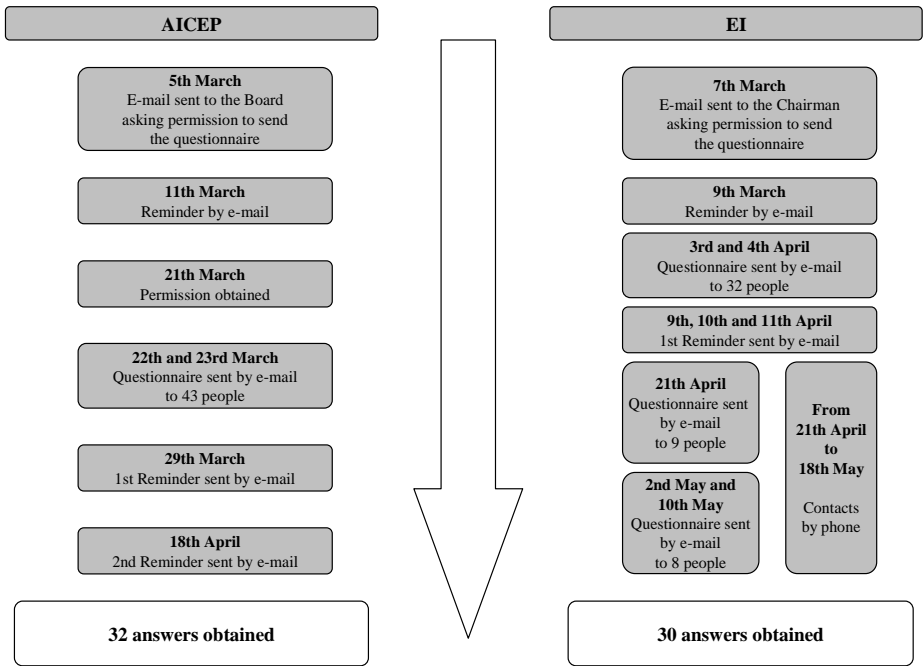 AICEP
5th March
E-mail sent to the Board
asking permission to send
the questionnaire
11th March
Reminder by e-mail
21th March
Permission obtained
22th and 23rd March
Questionnaire sent by e-mail
to 43 people
29th March
1st Reminder sent by e-mail
18th April
2nd Reminder sent by e-mail
32 answers obtained
EI
7th March
E-mail sent to the Chairman
asking permission to send
the questionnaire
9th March
Reminder by e-mail
3rd and 4th April
Questionnaire sent by e-mail
to 32 people
9th, 10th and 11th April
1st Reminder sent by e-mail
21th April
Questionnaire sent
by e-mail
to 9 people
2nd May and
10th May
Questionnaire sent
by e-mail
to 8 people
From
21th April
to
18th May
Contacts
by phone
30 answers obtained